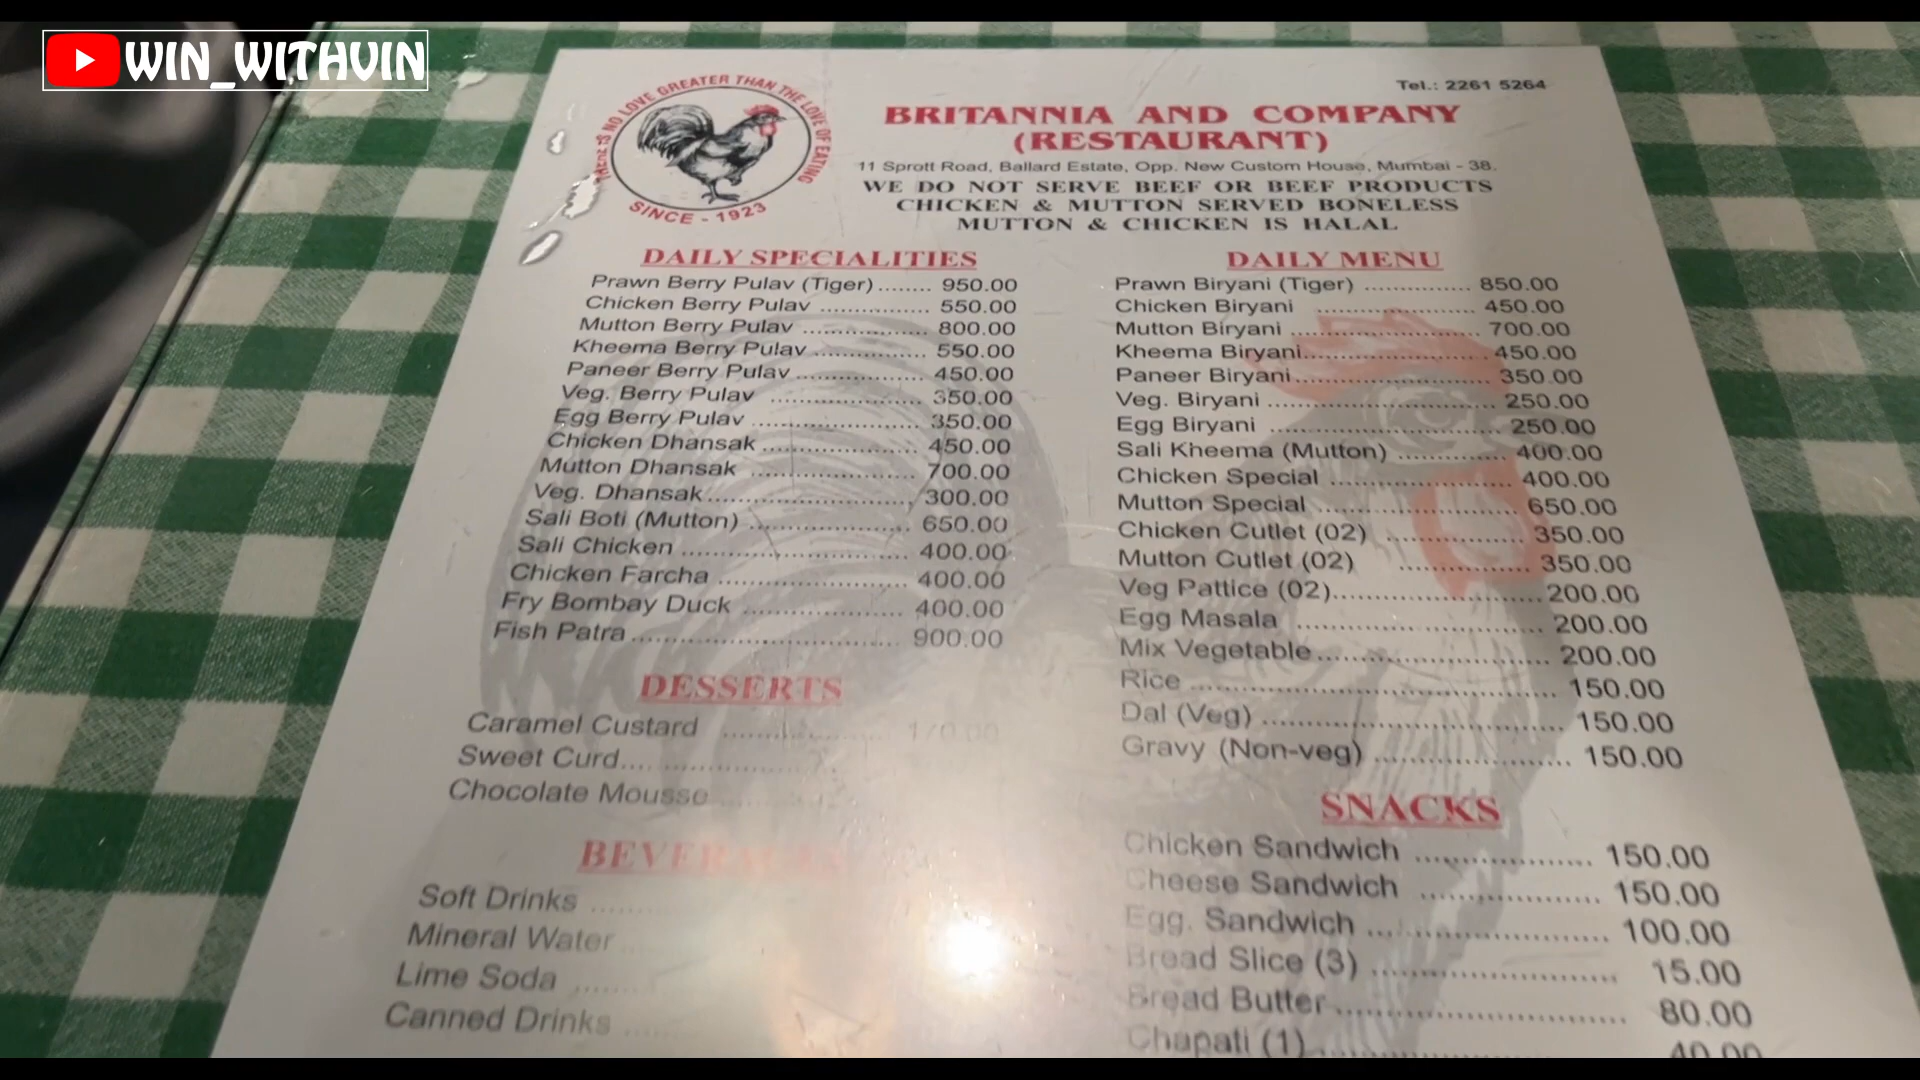 WIN_WITHVIN
THERE IS NO LOVE GREATER THAN THE LOVE OF EATING
SINCE - 1923
Tel.: 2261 5264
BRITANNIA AND COMPANY
(RESTAURANT)
11 Sprott Road, Ballard Estate, Opp. New Custom House, Mumbai - 38.
WE DO NOT SERVE BEEF OR BEEF PRODUCTS
CHICKEN & MUTTON SERVED BONELESS
MUTTON & CHICKEN IS HALAL
DAILY SPECIALITIES
Prawn Berry Pulav (Tiger)........ 950.00
Chicken Berry Pulav ................ 550.00
Mutton Berry Pulav .................. 800.00
Kheema Berry Pulav ................ 550.00
Paneer Berry Pulav................... 450.00
Veg. Berry Pulav ...................... 350.00
Egg Berry Pulav ........................ 350.00
Chicken Dhansak ...................... 450.00
Mutton Dhansak ....................... 700.00
Veg. Dhansak............................. 300.00
Sali Boti (Mutton) ...................... 650.00
Sali Chicken ............................... 400.00
Chicken Farcha .......................... 400.00
Fry Bombay Duck ...................... 400.00
Fish Patra.................................... 900.00
DESSERTS
Caramel Custard ...................... 170.00
Sweet Curd.... ......................
Chocolate Mousse ............
BEVERAGES
Soft Drinks ........
Mineral Water ...
Lime Soda .......
Canned Drinks .....
DAILY MENU
Prawn Biryani (Tiger) ............... 850.00
Chicken Biryani ...................... 450.00
Mutton Biryani .......................... 700.00
Kheema Biryani......................... 450.00
Paneer Biryani........................... 350.00
Veg. Biryani ............................... 250.00
Egg Biryani ................................ 250.00
Sali Kheema (Mutton) .............. 400.00
Chicken Special ........................ 400.00
Mutton Special .......................... 650.00
Chicken Cutlet (02) .................. 350.00
Mutton Cutlet (02) ................. 350.00
Veg Pattice (02)........................... 200.00
Egg Masala ................................ 200.00
Mix Vegetable............................. 200.00
Rice ............................................. 150.00
Dal (Veg) ..................................... 150.00
Gravy (Non-veg) ........................ 150.00
SNACKS
Chicken Sandwich ..................... 150.00
Cheese Sandwich ..................... 150.00
Egg. Sandwich ............................ 100.00
Bread Slice (3) ............................ 15.00
Bread Butter................................ 80.00
Chapati (1)................... 40.00